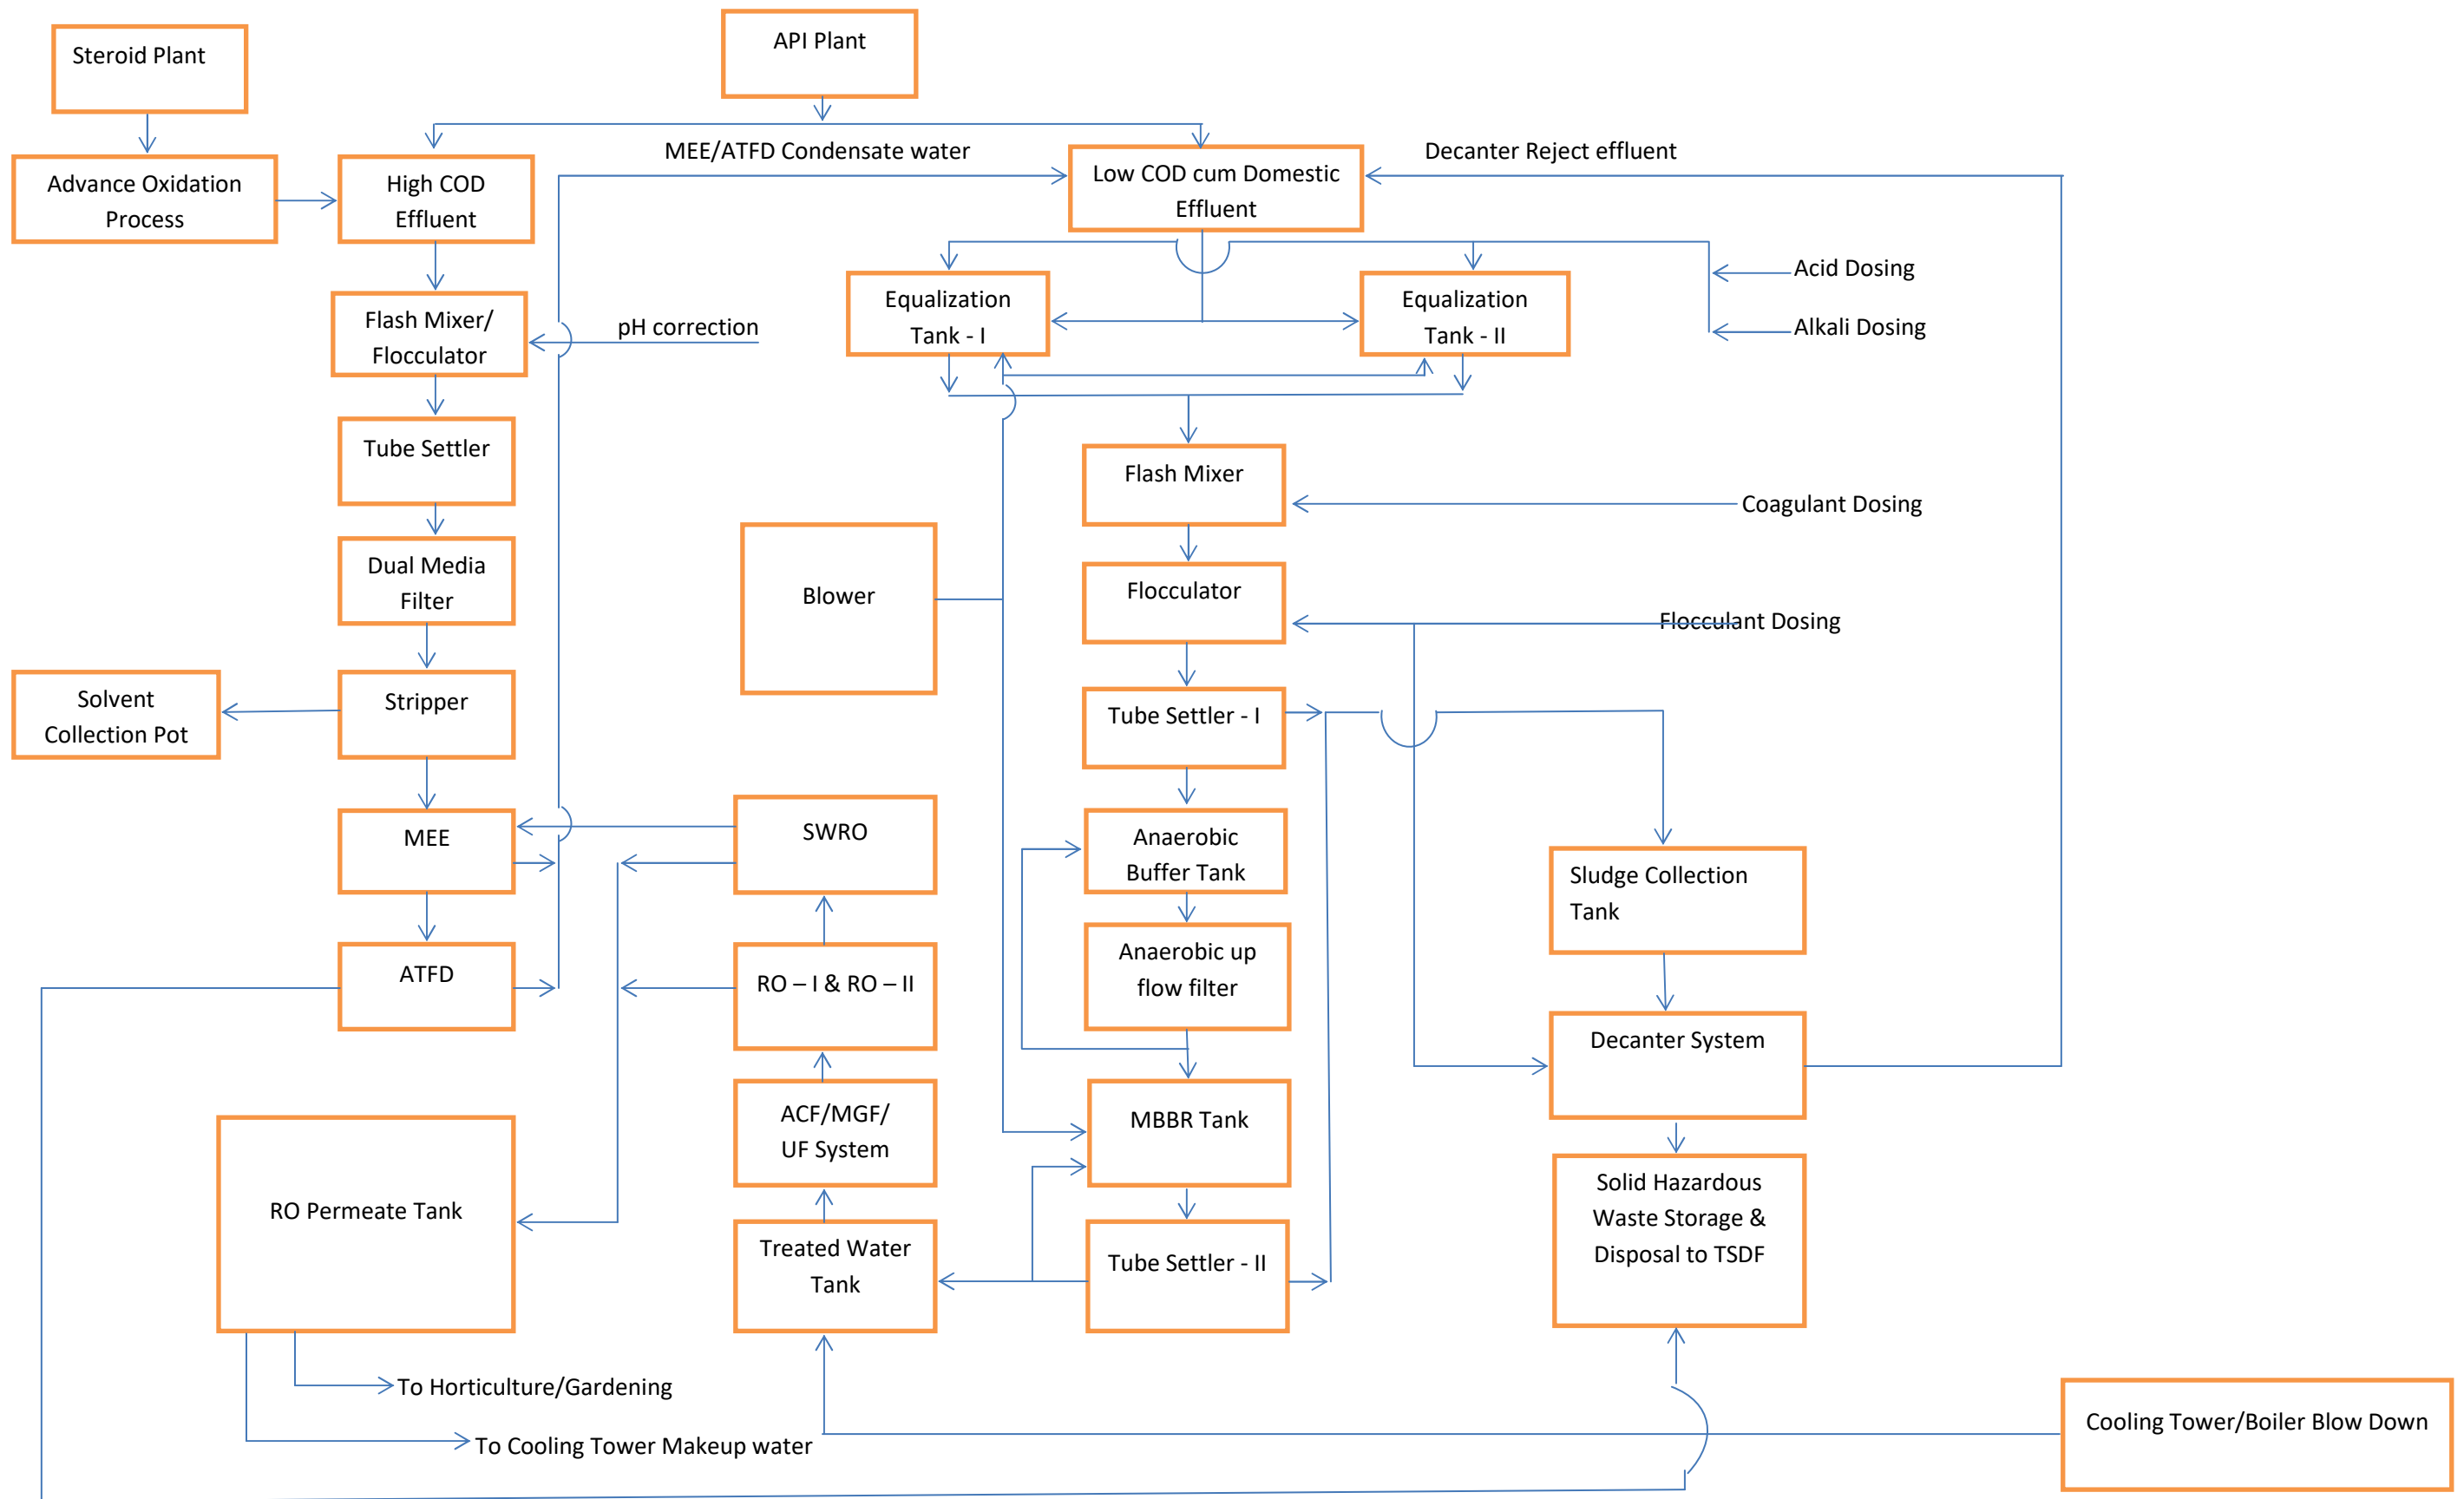 Steroid Plant
API Plant
MEE/ATFD Condensate water
Decanter Reject effluent
Advance Oxidation
Process
High COD
Effluent
Low COD cum Domestic
Effluent
Acid Dosing
Alkali Dosing
Equalization
Tank - I
Equalization
Tank - II
Flash Mixer/
Flocculator
pH correction
Tube Settler
Flash Mixer
Coagulant Dosing
Dual Media
Filter
Blower
Flocculator
Flocculant Dosing
Solvent
Collection Pot
Stripper
Tube Settler - I
MEE
SWRO
Anaerobic
Buffer Tank
Sludge Collection
Tank
ATFD
RO – I & RO – II
Anaerobic up
flow filter
Decanter System
ACF/MGF/
UF System
MBBR Tank
RO Permeate Tank
Treated Water
Tank
Tube Settler - II
Solid Hazardous
Waste Storage &
Disposal to TSDF
To Horticulture/Gardening
To Cooling Tower Makeup water
Cooling Tower/Boiler Blow Down